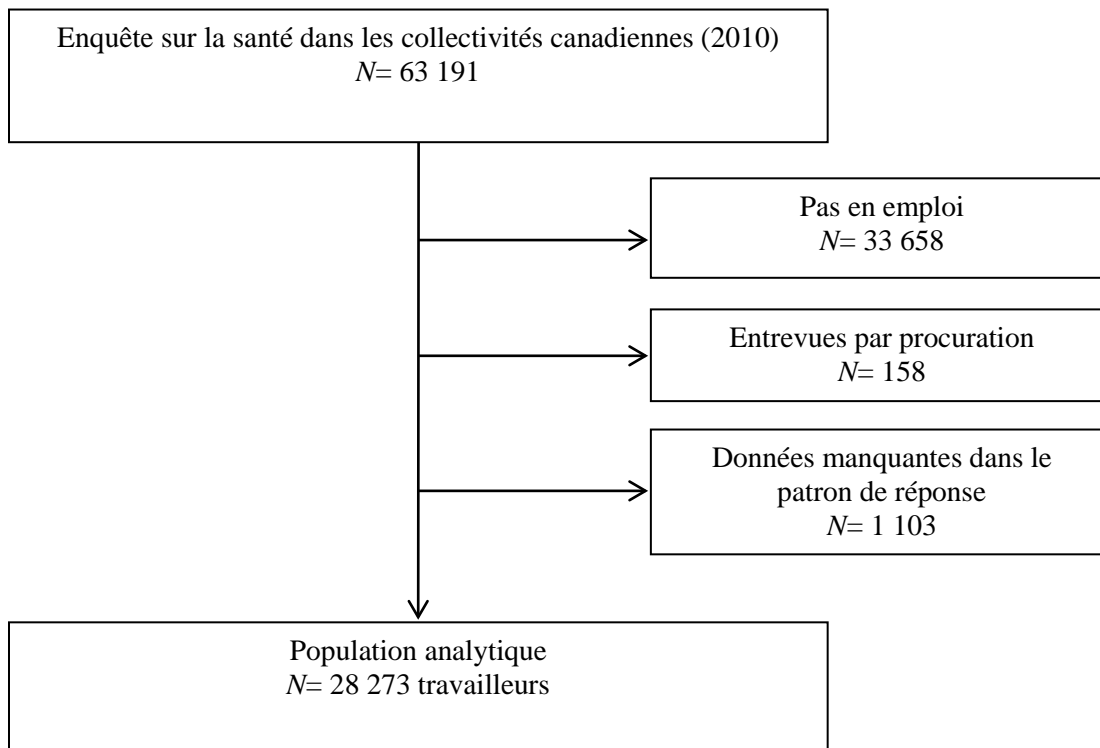 Enquête sur la santé dans les collectivités canadiennes (2010)
N= 63 191
Pas en emploi
N= 33 658
Entrevues par procuration
N= 158
Données manquantes dans le
patron de réponse
N= 1 103
Population analytique
N= 28 273 travailleurs